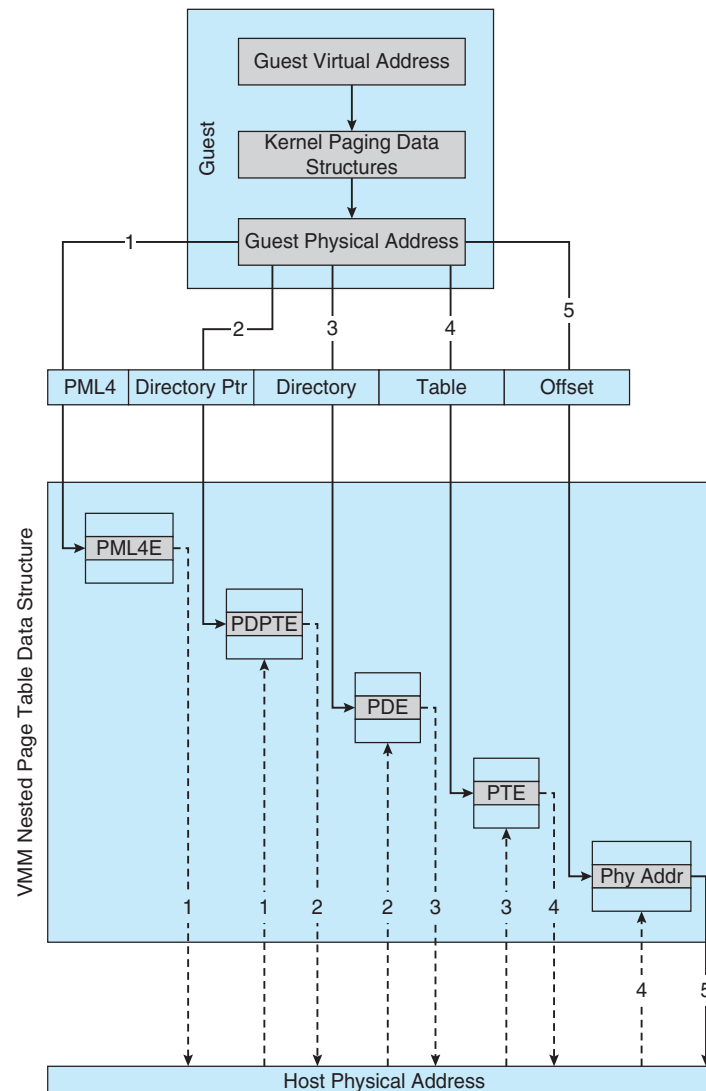 Guest
Guest Virtual Address
Kernel Paging Data
Structures
Guest Physical Address
1
2
3
4
5
PML4
Directory Ptr
Directory
Table
Offset
VMM Nested Page Table Data Structure
PML4E
PDPTE
PDE
PTE
Phy Addr
1
1
2
2
3
3
4
4
5
Host Physical Address